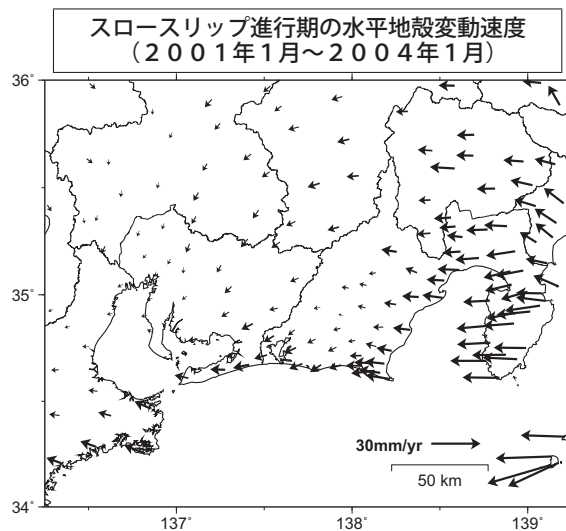 スロースリップ進行期の水平地殻変動速度
（２００１年１月～２００４年１月）
36˚
35˚
34˚
30mm/yr
50 km
137˚
138˚
139˚